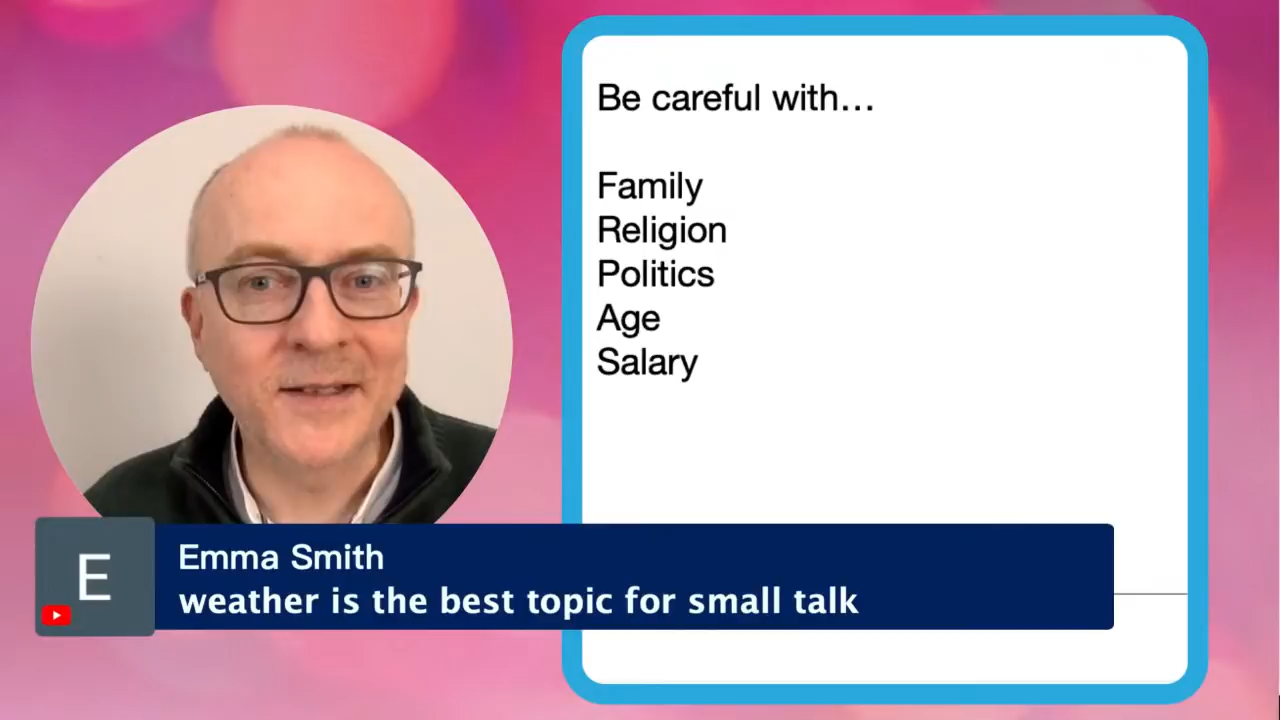 Be careful with...
Family
Religion
Politics
Age
Salary
E
Emma Smith
weather is the best topic for small talk